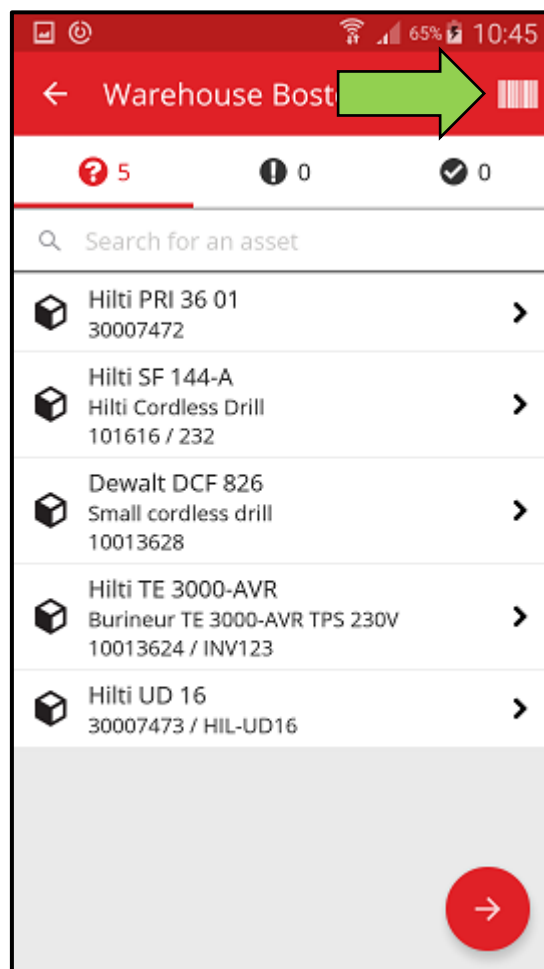 65% 10:45
Warehouse Bost
5 0 0
Search for an asset
Hilti PRI 36 01
30007472
Hilti SF 144-A
Hilti Cordless Drill
101616 / 232
Dewalt DCF 826
Small cordless drill
10013628
Hilti TE 3000-AVR
Burineur TE 3000-AVR TPS 230V
10013624 / INV123
Hilti UD 16
30007473 / HIL-UD16